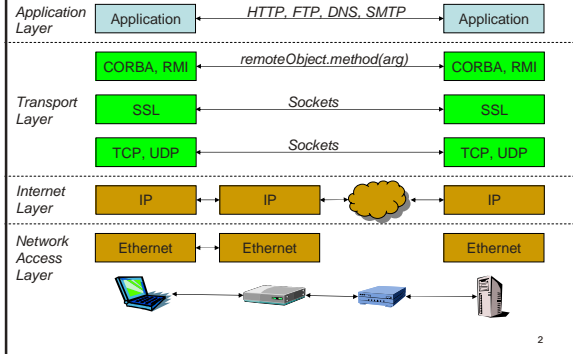 Application Layer
Application HTTP, FTP, DNS, SMTP Application
CORBA, RMI remoteObject.method(arg) CORBA, RMI
Transport Layer
SSL Sockets SSL
TCP, UDP Sockets TCP, UDP
Internet Layer
IP IP IP
Network Access Layer
Ethernet Ethernet Ethernet
2